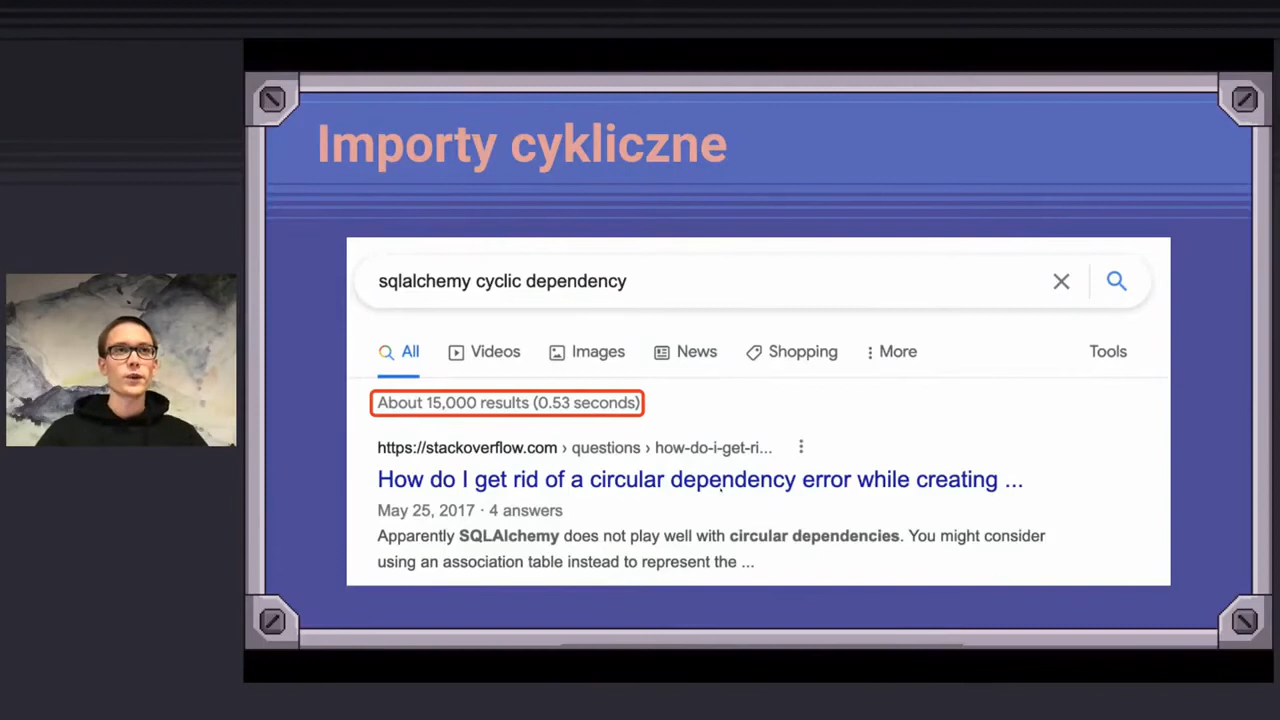 Importy cykliczne
sqlalchemy cyclic dependency
All Videos Images News Shopping More Tools
About 15,000 results (0.53 seconds)
https://stackoverflow.com › questions › how-do-i-get-ri...
How do I get rid of a circular dependency error while creating ...
May 25, 2017 · 4 answers
Apparently SQLAlchemy does not play well with circular dependencies. You might consider
using an association table instead to represent the ...